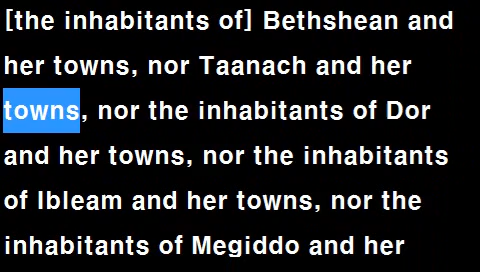 [the inhabitants of] Bethshean and
her towns, nor Taanach and her
towns, nor the inhabitants of Dor
and her towns, nor the inhabitants
of Ibleam and her towns, nor the
inhabitants of Megiddo and her